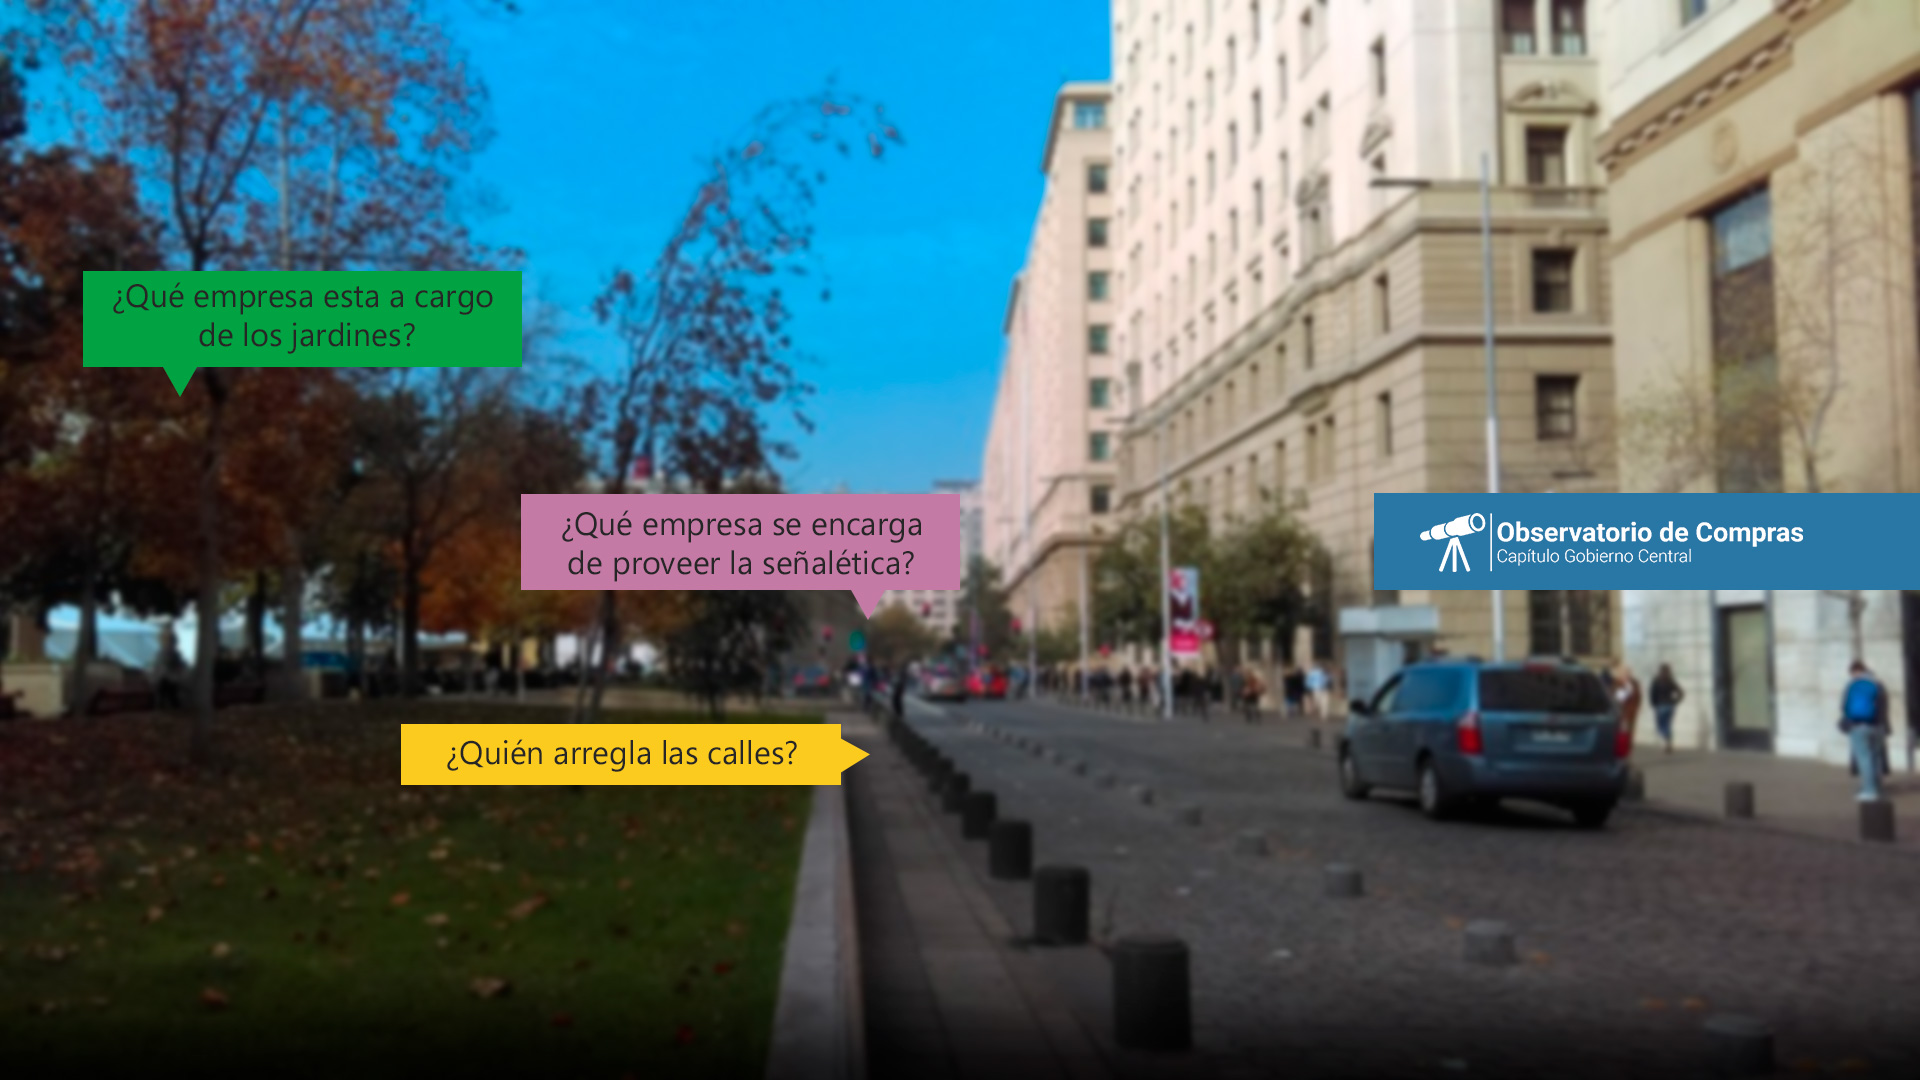 ¿Qué empresa esta a cargo
de los jardines?
¿Qué empresa se encarga
de proveer la señalética?
Observatorio de Compras
Capítulo Gobierno Central
¿Quién arregla las calles?